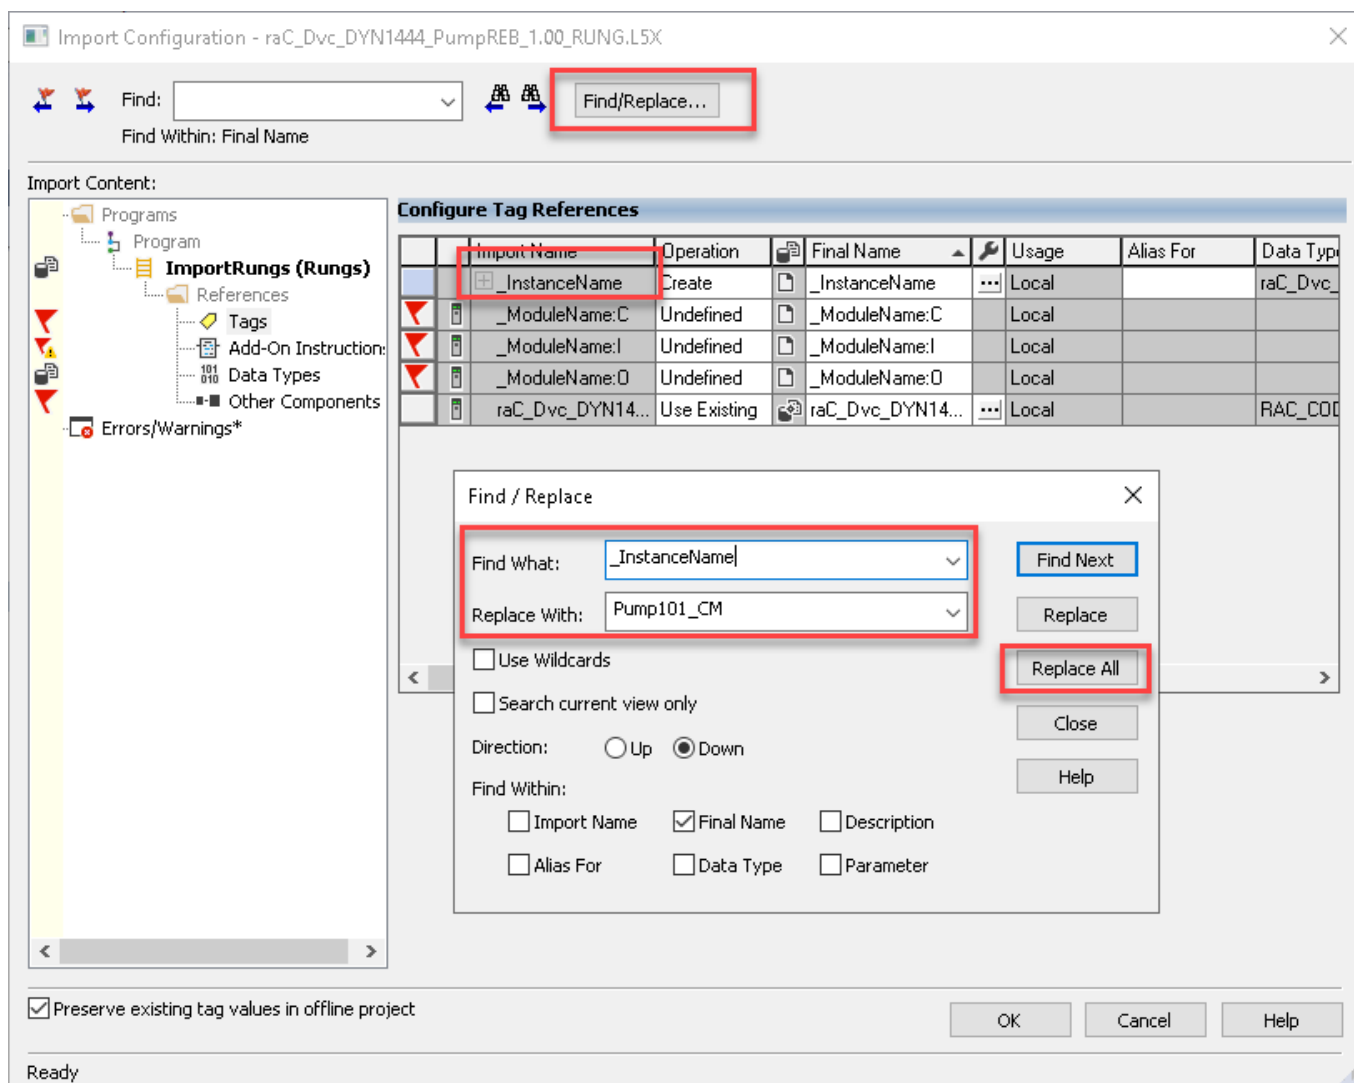 Import Configuration - raC_Dvc_DYN1444_PumpREB_1.00_RUNG.L5X
Find:
Find/Replace...
Find Within: Final Name
Import Content:
Programs
Program
ImportRungs (Rungs)
References
Tags
Add-On Instruction:
Data Types
Other Components
Errors/Warnings*
Configure Tag References
Import Name Operation Final Name Usage Alias For Data Typ
_InstanceName Create _InstanceName ... Local raC_Dvc_
_ModuleName:C Undefined _ModuleName:C Local
_ModuleName:I Undefined _ModuleName:I Local
_ModuleName:O Undefined _ModuleName:O Local
raC_Dvc_DYN14... Use Existing raC_Dvc_DYN14... ... Local RAC_COD
Find / Replace
Find What: _InstanceName
Replace With: Pump101_CM
Find Next
Replace
Replace All
Close
Help
Use Wildcards
Search current view only
Direction: Up Down
Find Within:
Import Name Final Name Description
Alias For Data Type Parameter
Preserve existing tag values in offline project
OK Cancel Help
Ready